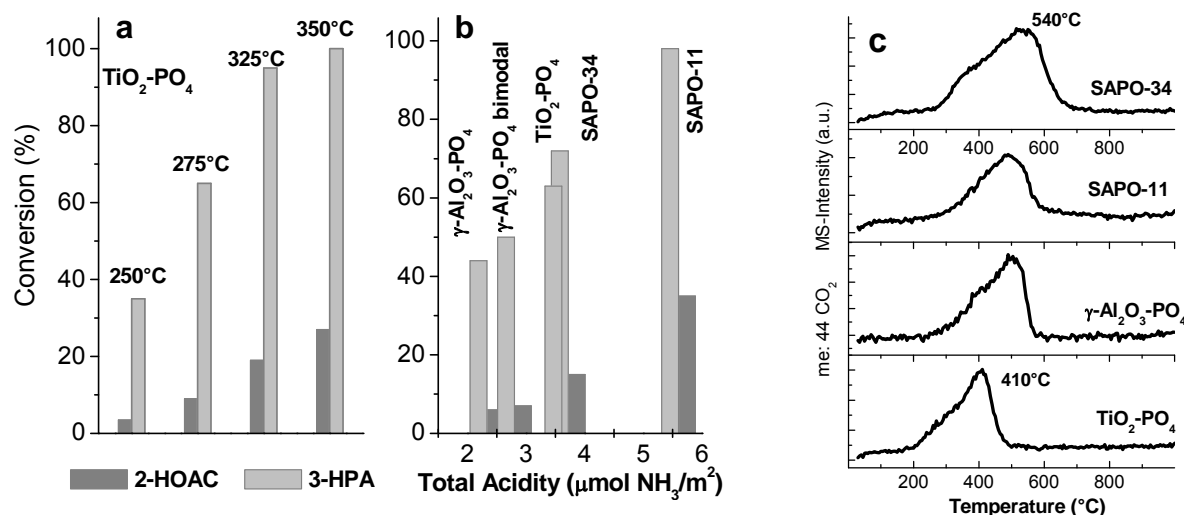 a
TiO2-PO4
250°C
275°C
325°C
350°C
Conversion (%)
100
80
60
40
20
0
b
γ-Al2O3-PO4
γ-Al2O3-PO4 bimodal
TiO2-PO4
SAPO-34
SAPO-11
100
80
60
40
20
0
2 3 4 5 6
Total Acidity (μmol NH3/m2)
2-HOAC
3-HPA
c
540°C
SAPO-34
200 400 600 800
SAPO-11
γ-Al2O3-PO4
410°C
TiO2-PO4
200 400 600 800
Temperature (°C)
me: 44 CO2 MS-Intensity (a.u.)